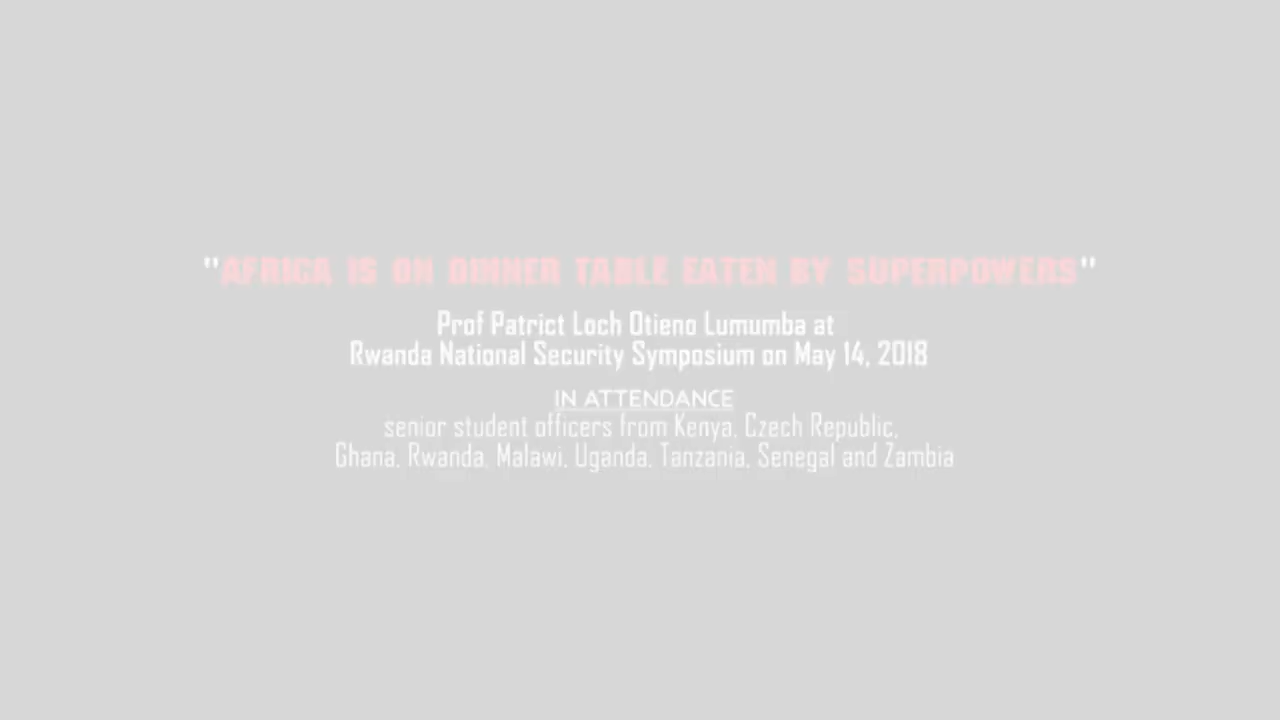 "AFRICA IS ON DINNER TABLE EATEN BY SUPERPOWERS"
Prof Patrict Loch Otieno Lumumba at
Rwanda National Security Symposium on May 14, 2018
IN ATTENDANCE
senior student officers from Kenya, Czech Republic,
Ghana, Rwanda, Malawi, Uganda, Tanzania, Senegal and Zambia